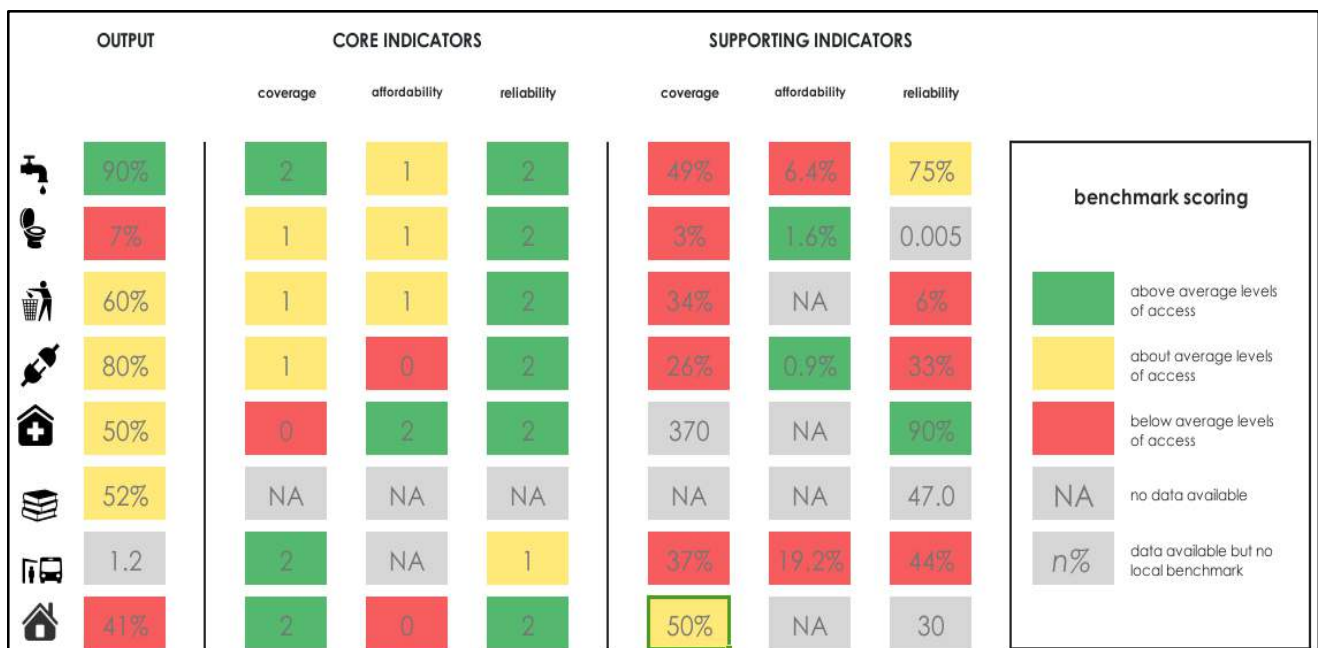 OUTPUT CORE INDICATORS SUPPORTING INDICATORS
coverage affordability reliability coverage affordability reliability
90% 2 1 2 49% 6.4% 75%
7% 1 1 2 3% 1.6% 0.005
60% 1 1 2 34% NA 6%
80% 1 0 2 26% 0.9% 33%
50% 0 2 2 370 NA 90%
52% NA NA NA NA NA 47.0
1.2 2 NA 1 37% 19.2% 44%
41% 2 0 2 50% NA 30
benchmark scoring
above average levels
of access
about average levels
of access
below average levels
of access
NA no data available
n% data available but no
local benchmark